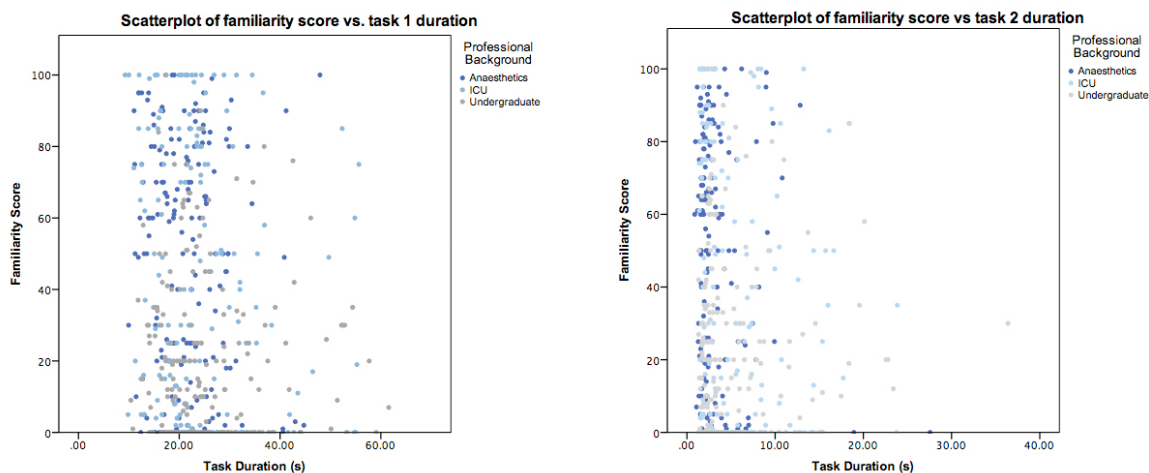 Scatterplot of familiarity score vs. task 1 duration
Professional
Background
Anaesthetics
ICU
Undergraduate
Familiarity Score
100
80
60
40
20
0
.00
20.00
40.00
60.00
Task Duration (s)
Scatterplot of familiarity score vs task 2 duration
Professional
Background
Anaesthetics
ICU
Undergraduate
Familiarity Score
100
80
60
40
20
0
.00
10.00
20.00
30.00
40.00
Task Duration (s)